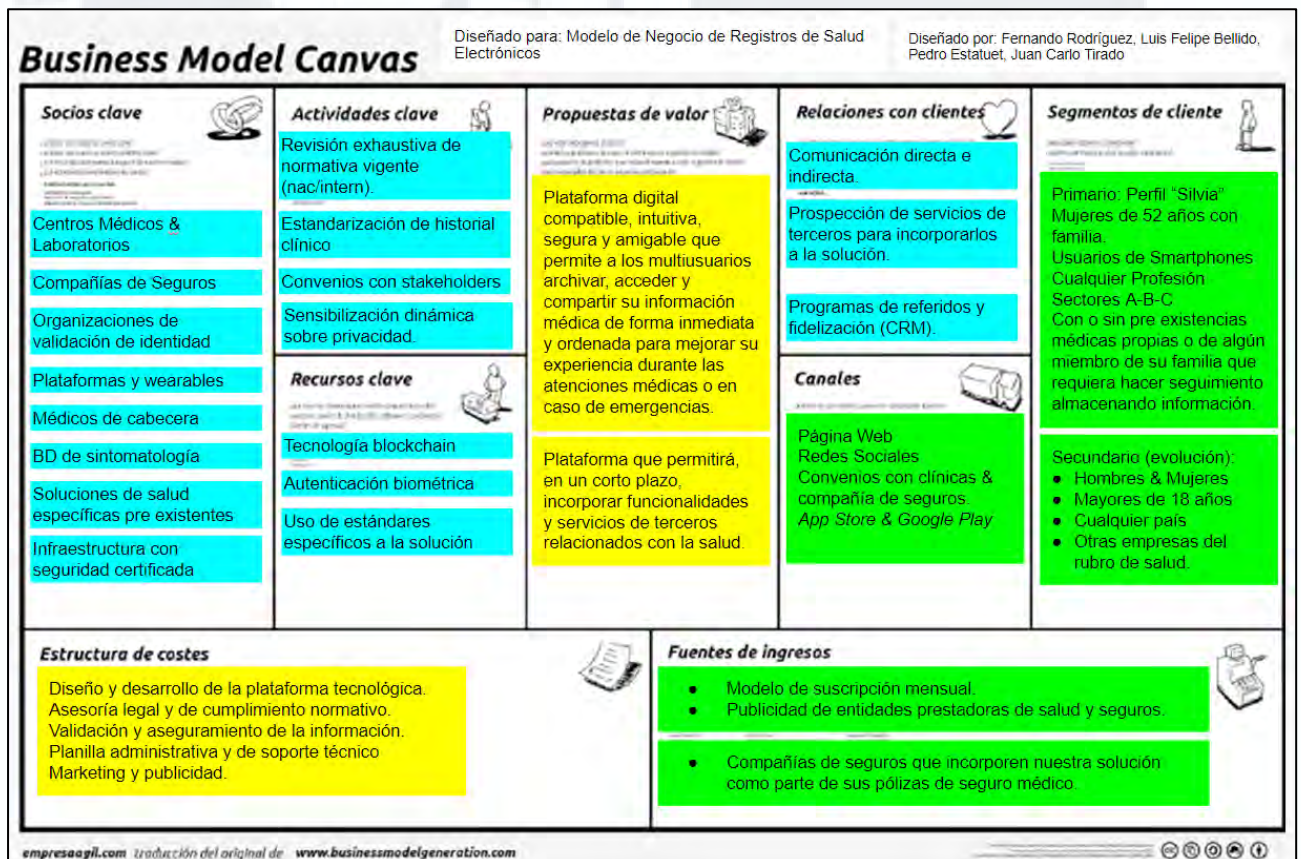 Business Model Canvas
Diseñado para: Modelo de Negocio de Registros de Salud
Electrónicos
Diseñado por: Fernando Rodríguez, Luis Felipe Bellido,
Pedro Estatuet, Juan Carlo Tirado
Socios clave
Centros Médicos &
Laboratorios
Compañías de Seguros
Organizaciones de
validación de identidad
Plataformas y wearables
Médicos de cabecera
BD de sintomatología
Soluciones de salud
específicas pre existentes
Infraestructura con
seguridad certificada
Actividades clave
Revisión exhaustiva de
normativa vigente
(nac/intern).
Estandarización de historial
clínico
Convenios con stakeholders
Sensibilización dinámica
sobre privacidad.
Recursos clave
Tecnología blockchain
Autenticación biométrica
Uso de estándares
específicos a la solución
Propuestas de valor
Plataforma digital
compatible, intuitiva,
segura y amigable que
permite a los multiusuarios
archivar, acceder y
compartir su información
médica de forma inmediata
y ordenada para mejorar su
experiencia durante las
atenciones médicas o en
caso de emergencias.
Plataforma que permitirá,
en un corto plazo,
incorporar funcionalidades
y servicios de terceros
relacionados con la salud.
Relaciones con clientes
Comunicación directa e
indirecta.
Prospección de servicios de
terceros para incorporarlos
a la solución.
Programas de referidos y
fidelización (CRM).
Canales
Página Web
Redes Sociales
Convenios con clínicas &
compañía de seguros.
App Store & Google Play
Segmentos de cliente
Primario: Perfil “Silvia”
Mujeres de 52 años con
familia.
Usuarios de Smartphones
Cualquier Profesión
Sectores A-B-C
Con o sin pre existencias
médicas propias o de algún
miembro de su familia que
requiera hacer seguimiento
almacenando información.
Secundario (evolución):
● Hombres & Mujeres
● Mayores de 18 años
● Cualquier país
● Otras empresas del
rubro de salud.
Estructura de costes
Diseño y desarrollo de la plataforma tecnológica.
Asesoría legal y de cumplimiento normativo.
Validación y aseguramiento de la información.
Planilla administrativa y de soporte técnico
Marketing y publicidad.
Fuentes de ingresos
● Modelo de suscripción mensual.
● Publicidad de entidades prestadoras de salud y seguros.
● Compañías de seguros que incorporen nuestra solución
como parte de sus pólizas de seguro médico.
empresaagil.com traducción del original de www.businessmodelgeneration.com